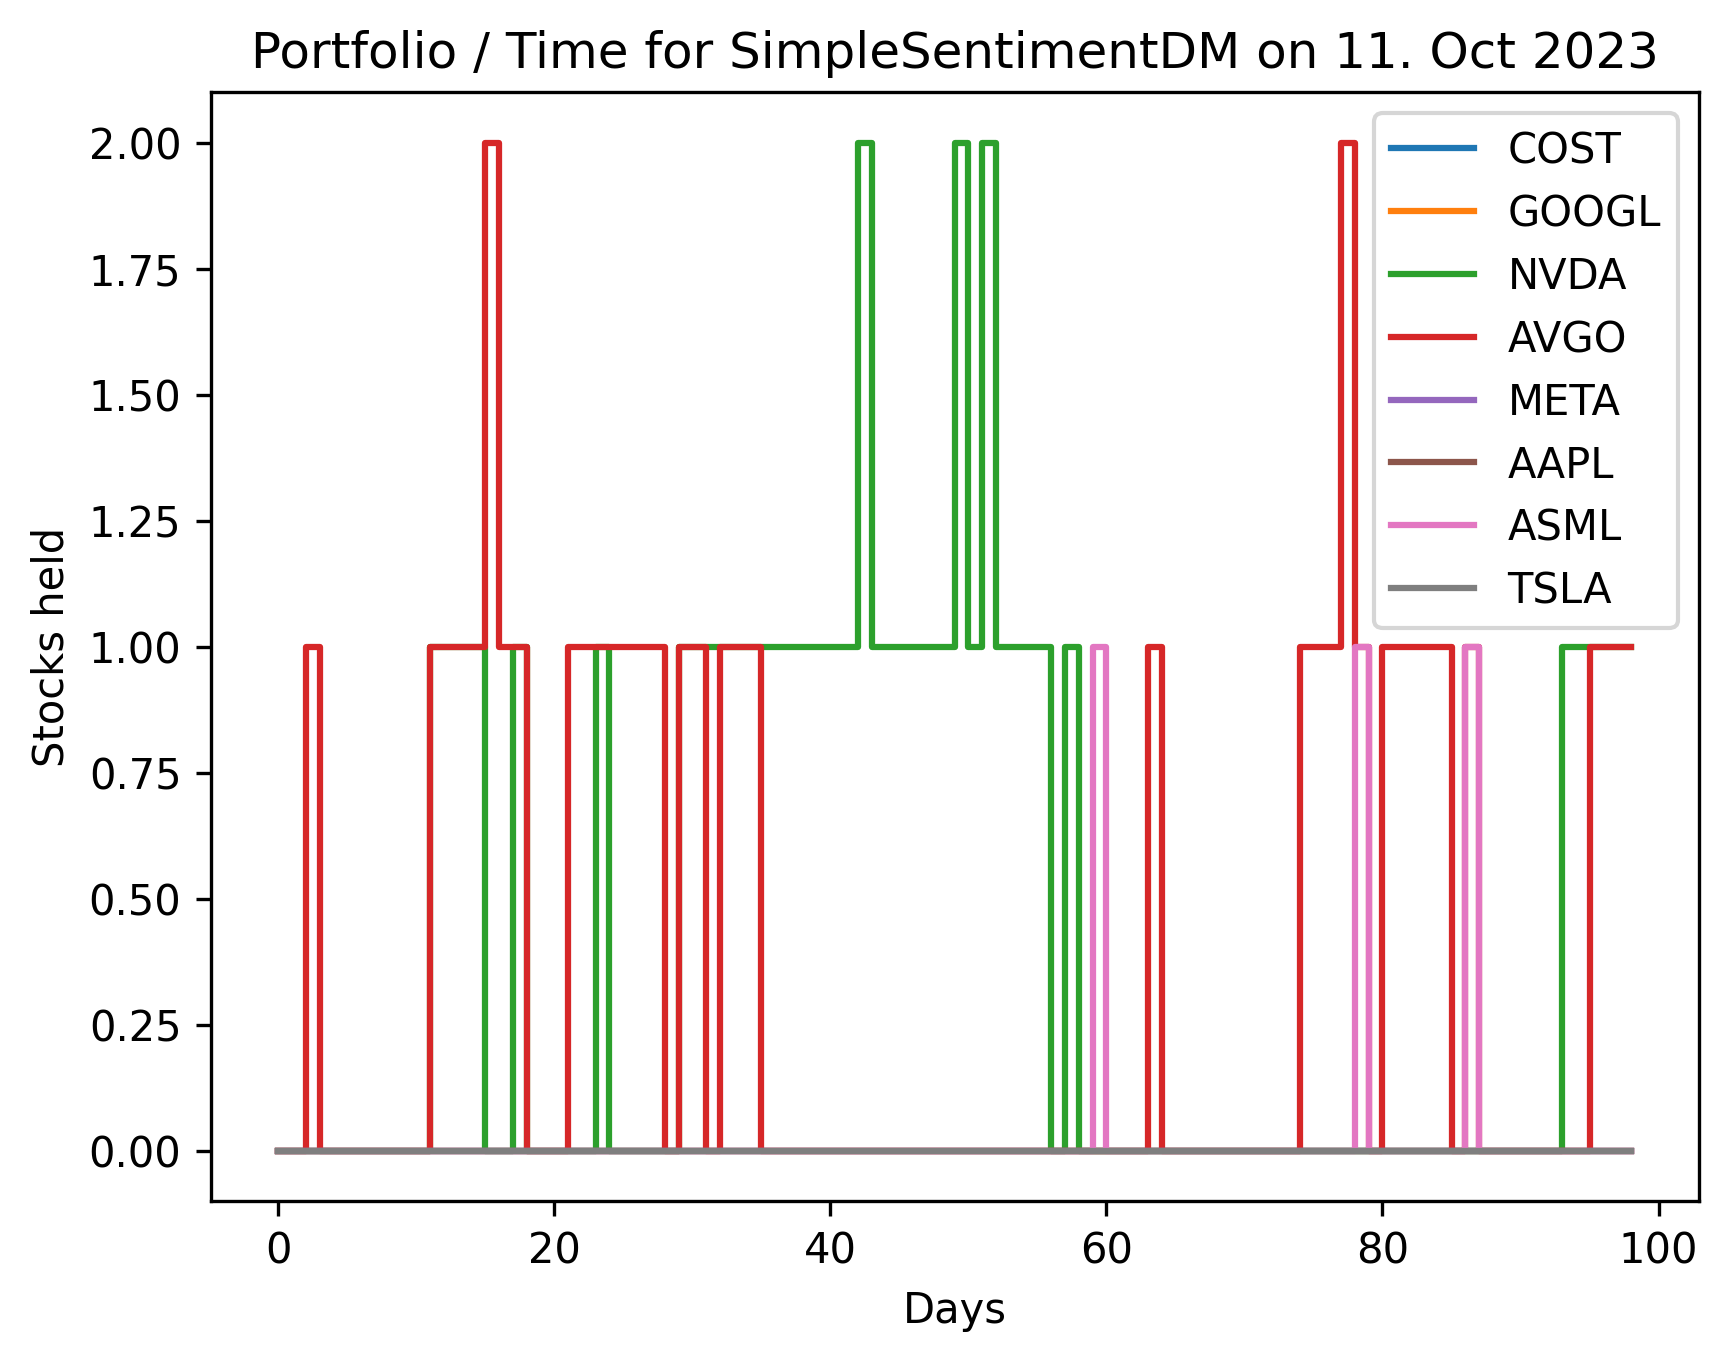 Portfolio / Time for SimpleSentimentDM on 11. Oct 2023
2.00
1.75
1.50
1.25
1.00
0.75
0.50
0.25
0.00
Stocks held
COST
GOOGL
NVDA
AVGO
META
AAPL
ASML
TSLA
0 20 40 60 80 100
Days